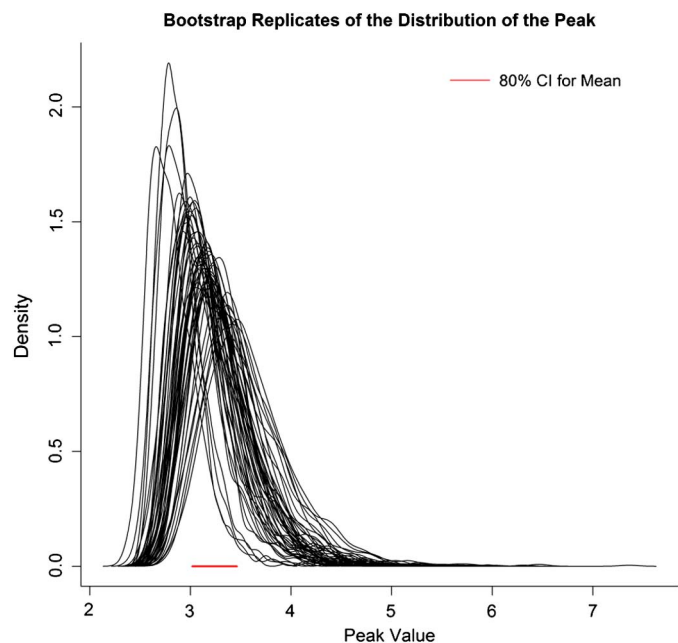 Bootstrap Replicates of the Distribution of the Peak
80% CI for Mean
Density
2.0
1.5
1.0
0.5
0.0
2 3 4 5 6 7
Peak Value